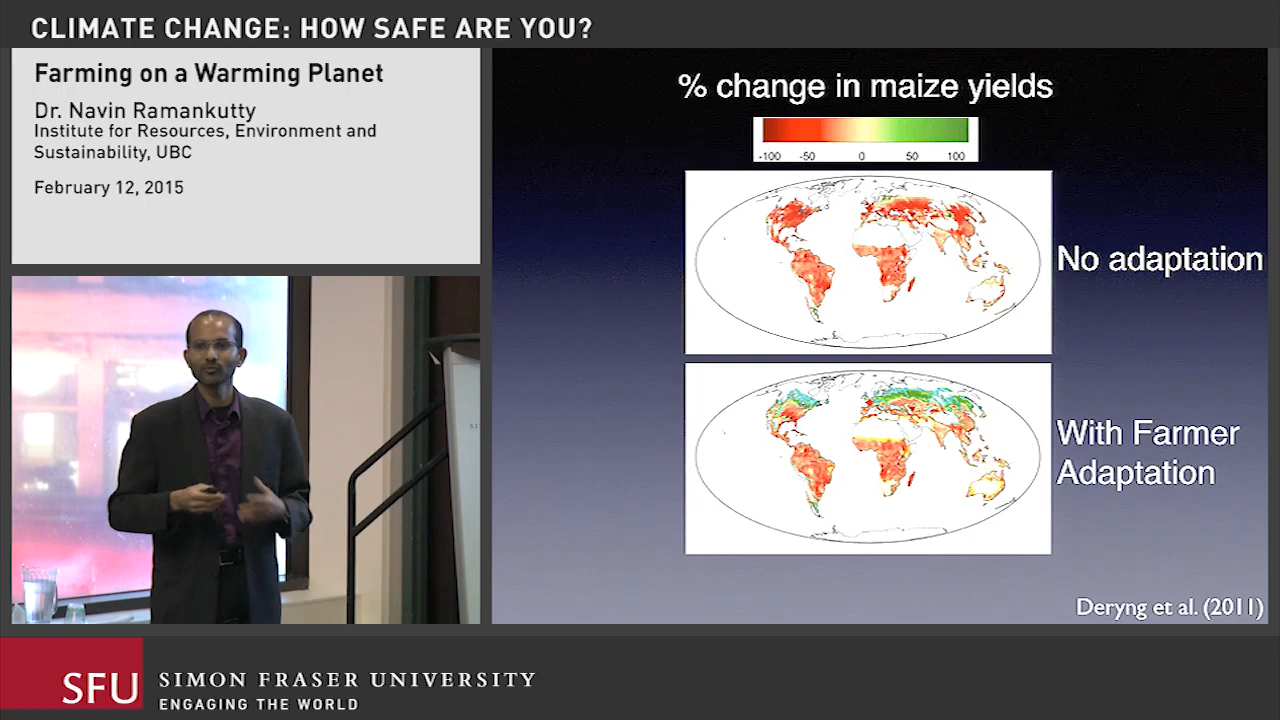 CLIMATE CHANGE: HOW SAFE ARE YOU?
Farming on a Warming Planet
Dr. Navin Ramankutty
Institute for Resources, Environment and
Sustainability, UBC
February 12, 2015
% change in maize yields
-100 -50 0 50 100
No adaptation
With Farmer
Adaptation
Deryng et al. (2011)
SFU
SIMON FRASER UNIVERSITY
ENGAGING THE WORLD